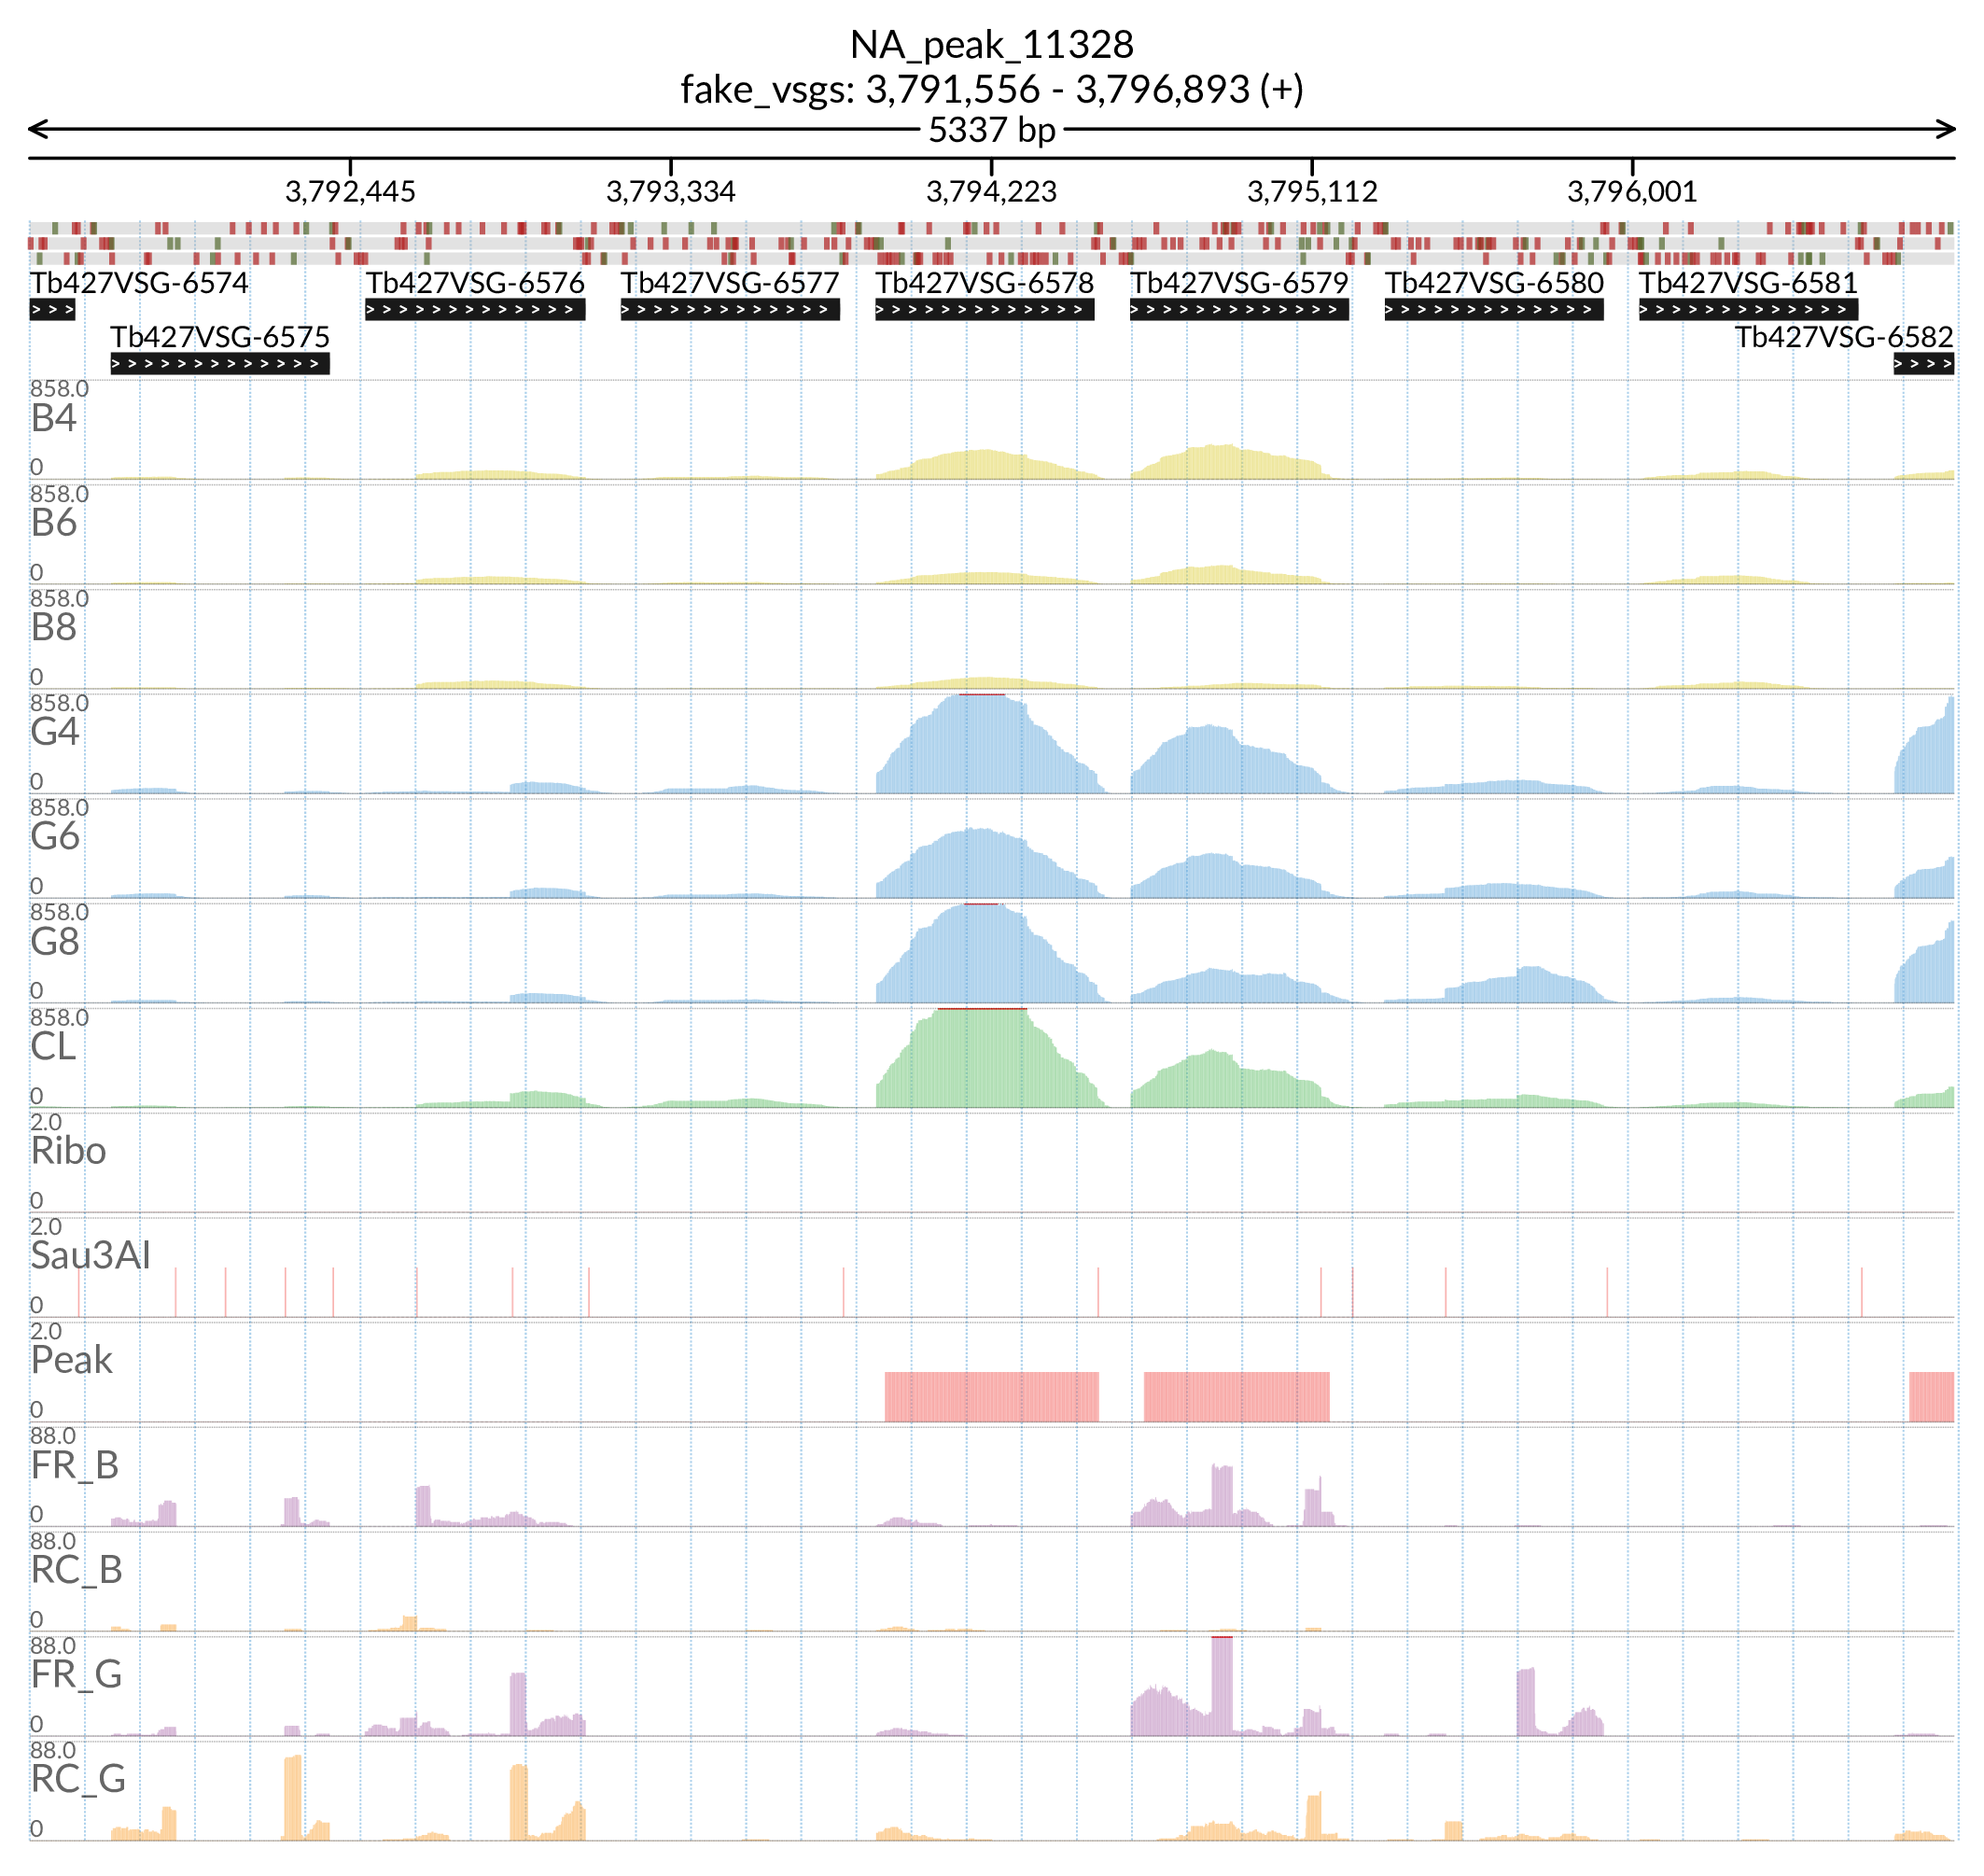 NA_peak_11328
fake_vsgs: 3,791,556 - 3,796,893 (+)
5337 bp
3,792,445 3,793,334 3,794,223 3,795,112 3,796,001
Tb427VSG-6574 Tb427VSG-6576 Tb427VSG-6577 Tb427VSG-6578 Tb427VSG-6579 Tb427VSG-6580 Tb427VSG-6581
Tb427VSG-6575 Tb427VSG-6582
858.0
B4
0
858.0
B6
0
858.0
B8
0
858.0
G4
0
858.0
G6
0
858.0
G8
0
858.0
CL
0
2.0
Ribo
0
2.0
Sau3AI
0
2.0
Peak
0
88.0
FR_B
0
88.0
RC_B
0
88.0
FR_G
0
88.0
RC_G
0